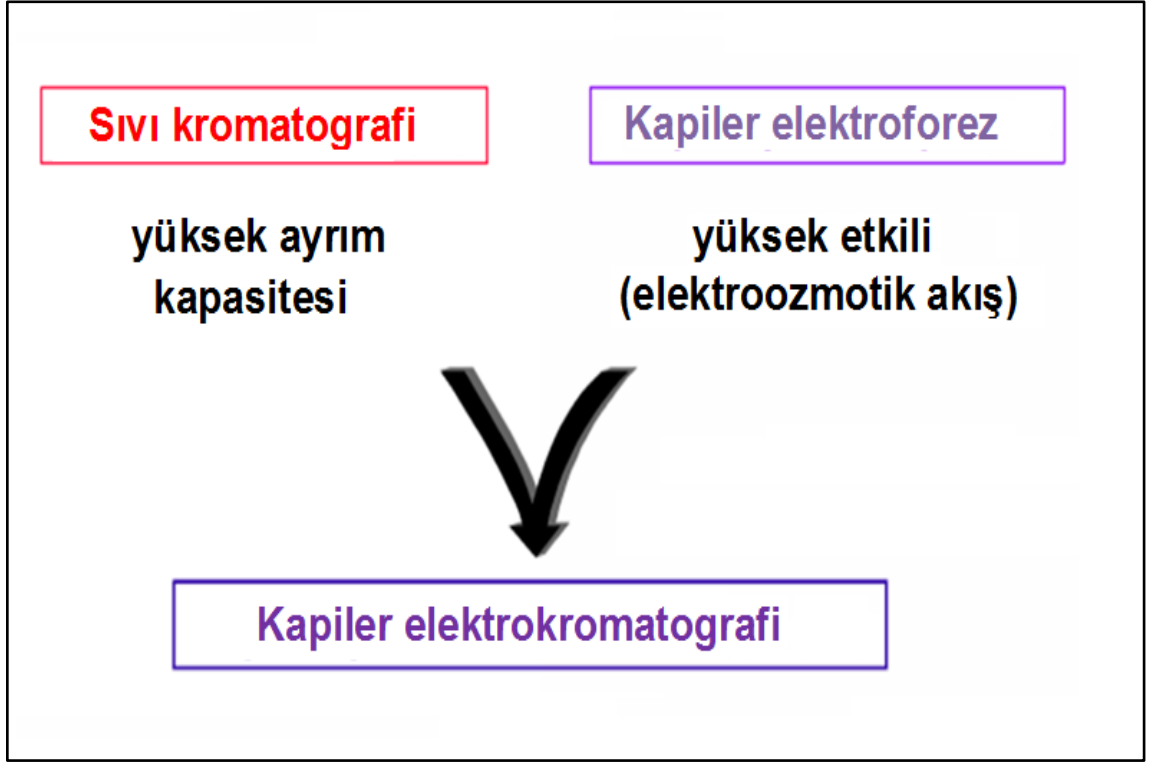 Sıvı kromatografi
Kapiler elektroforez
yüksek ayrım
kapasitesi
yüksek etkili
(elektroozmotik akış)
Kapiler elektrokromatografi